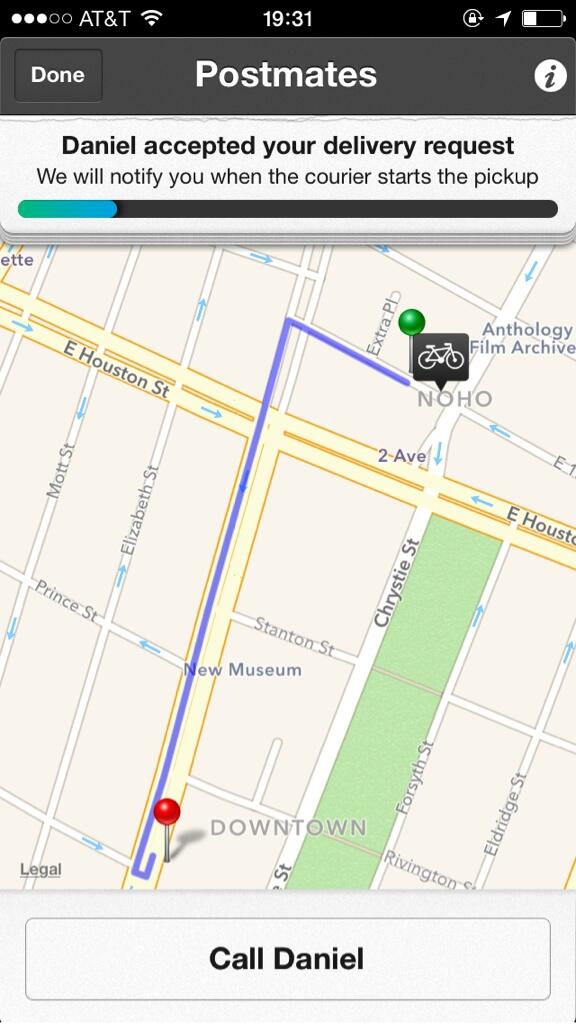 AT&T 19:31
Done Postmates i
Daniel accepted your delivery request
We will notify you when the courier starts the pickup
ette
Extra Pl
Anthology
Film Archive
E Houston St
NOHO
2 Ave
E 1
Mott St
Elizabeth St
E Housto
Chrystie St
Prince St
Stanton St
New Museum
Forsyth St
Eldridge St
DOWNTOWN
Legal
e St
Rivington St
Call Daniel